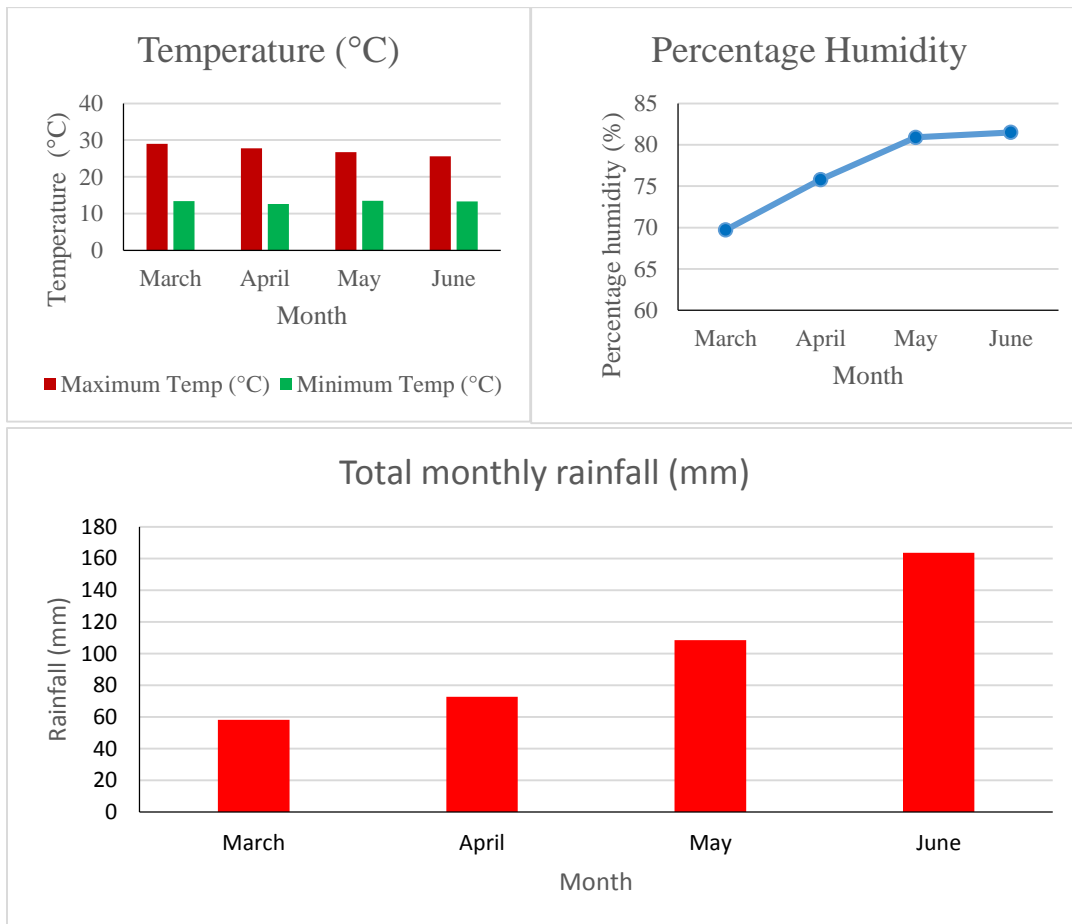 Temperature (°C)
40
30
20
10
0
Temperature (°C)
March April May June
Month
Maximum Temp (°C) Minimum Temp (°C)
Percentage Humidity
85
80
75
70
65
60
Percentage humidity (%)
March April May June
Month
Total monthly rainfall (mm)
180
160
140
120
100
80
60
40
20
0
Rainfall (mm)
March April May June
Month